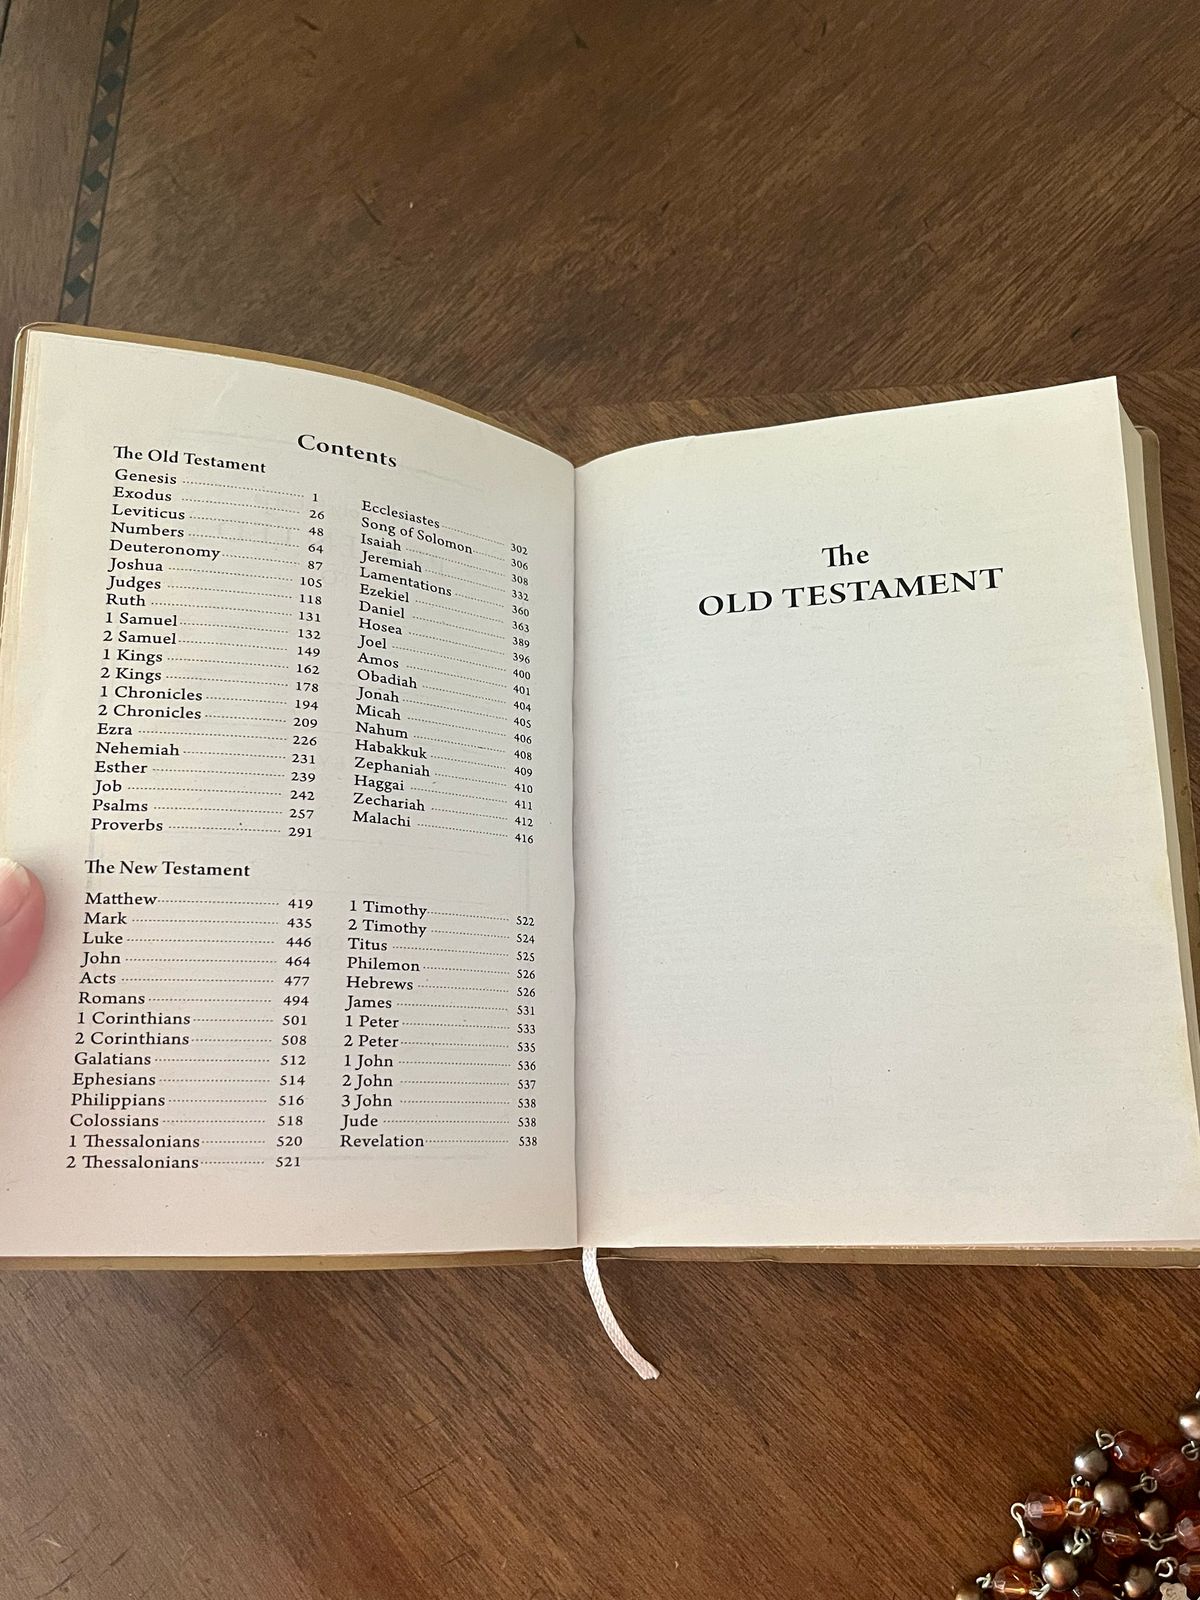 Contents
The Old Testament
Genesis 1
Exodus 26
Leviticus 48
Numbers 64
Deuteronomy 87
Joshua 105
Judges 118
Ruth 131
1 Samuel 132
2 Samuel 149
1 Kings 162
2 Kings 178
1 Chronicles 194
2 Chronicles 209
Ezra 226
Nehemiah 231
Esther 239
Job 242
Psalms 257
Proverbs 291
Ecclesiastes 302
Song of Solomon 306
Isaiah 308
Jeremiah 332
Lamentations 360
Ezekiel 363
Daniel 389
Hosea 396
Joel 400
Amos 401
Obadiah 404
Jonah 405
Micah 406
Nahum 408
Habakkuk 409
Zephaniah 410
Haggai 411
Zechariah 412
Malachi 416
The New Testament
Matthew 419
Mark 435
Luke 446
John 464
Acts 477
Romans 494
1 Corinthians 501
2 Corinthians 508
Galatians 512
Ephesians 514
Philippians 516
Colossians 518
1 Thessalonians 520
2 Thessalonians 521
1 Timothy 522
2 Timothy 524
Titus 525
Philemon 526
Hebrews 526
James 531
1 Peter 533
2 Peter 535
1 John 536
2 John 537
3 John 538
Jude 538
Revelation 538
The
OLD TESTAMENT